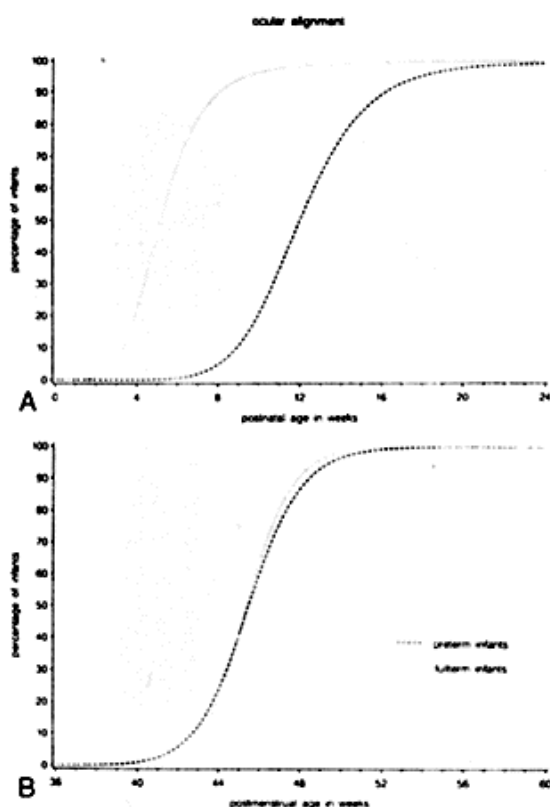 ocular alignment
100
90
80
70
60
50
40
30
20
10
0
percentage of infants
A
0 4 8 12 16 20 24
postnatal age in weeks
100
90
80
70
60
50
40
30
20
10
0
percentage of infants
preterm infants
fullterm infants
B
36 40 44 48 52 56 60
postmenstrual age in weeks